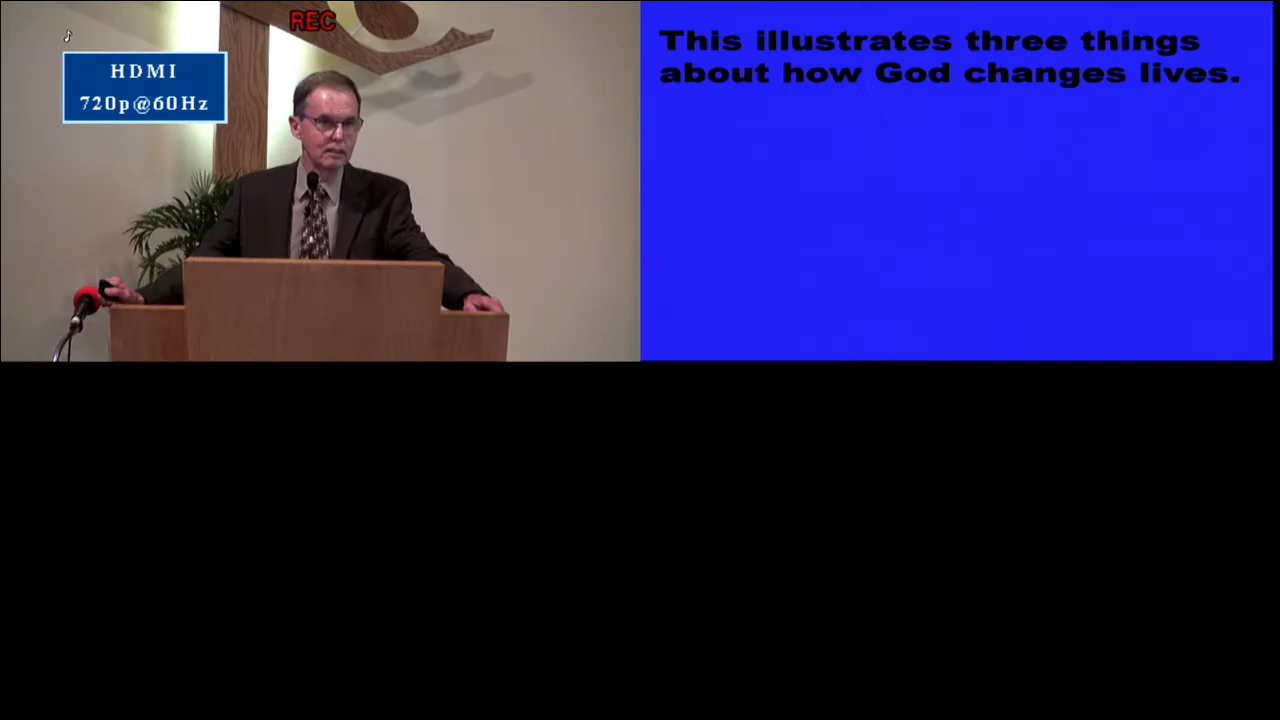 REC
HDMI
720p@60Hz
This illustrates three things
about how God changes lives.